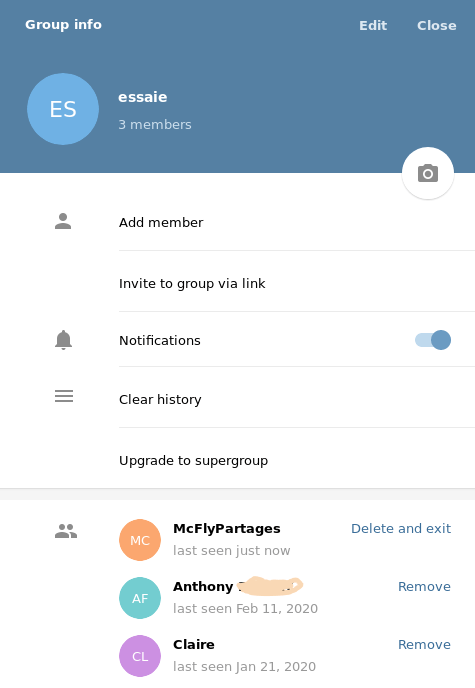 Group info Edit Close
ES essaie
3 members
Add member
Invite to group via link
Notifications
Clear history
Upgrade to supergroup
MC McFlyPartages Delete and exit
last seen just now
AF Anthony Remove
last seen Feb 11, 2020
CL Claire Remove
last seen Jan 21, 2020